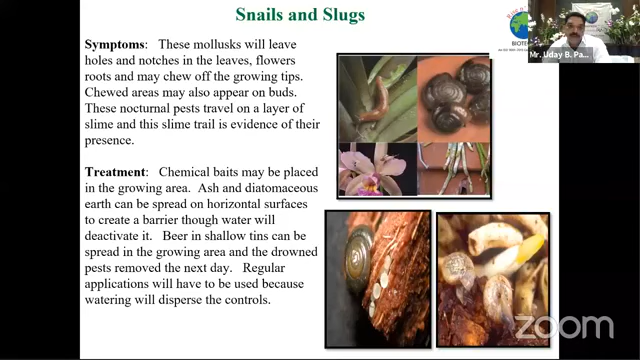 Snails and Slugs
Symptoms: These mollusks will leave
holes and notches in the leaves, flowers
roots and may chew off the growing tips.
Chewed areas may also appear on buds.
These nocturnal pests travel on a layer of
slime and this slime trail is evidence of their
presence.
Treatment: Chemical baits may be placed
in the growing area. Ash and diatomaceous
earth can be spread on horizontal surfaces
to create a barrier though water will
deactivate it. Beer in shallow tins can be
spread in the growing area and the drowned
pests removed the next day. Regular
applications will have to be used because
watering will disperse the controls.
Mr. Uday B. Pa...
zoom